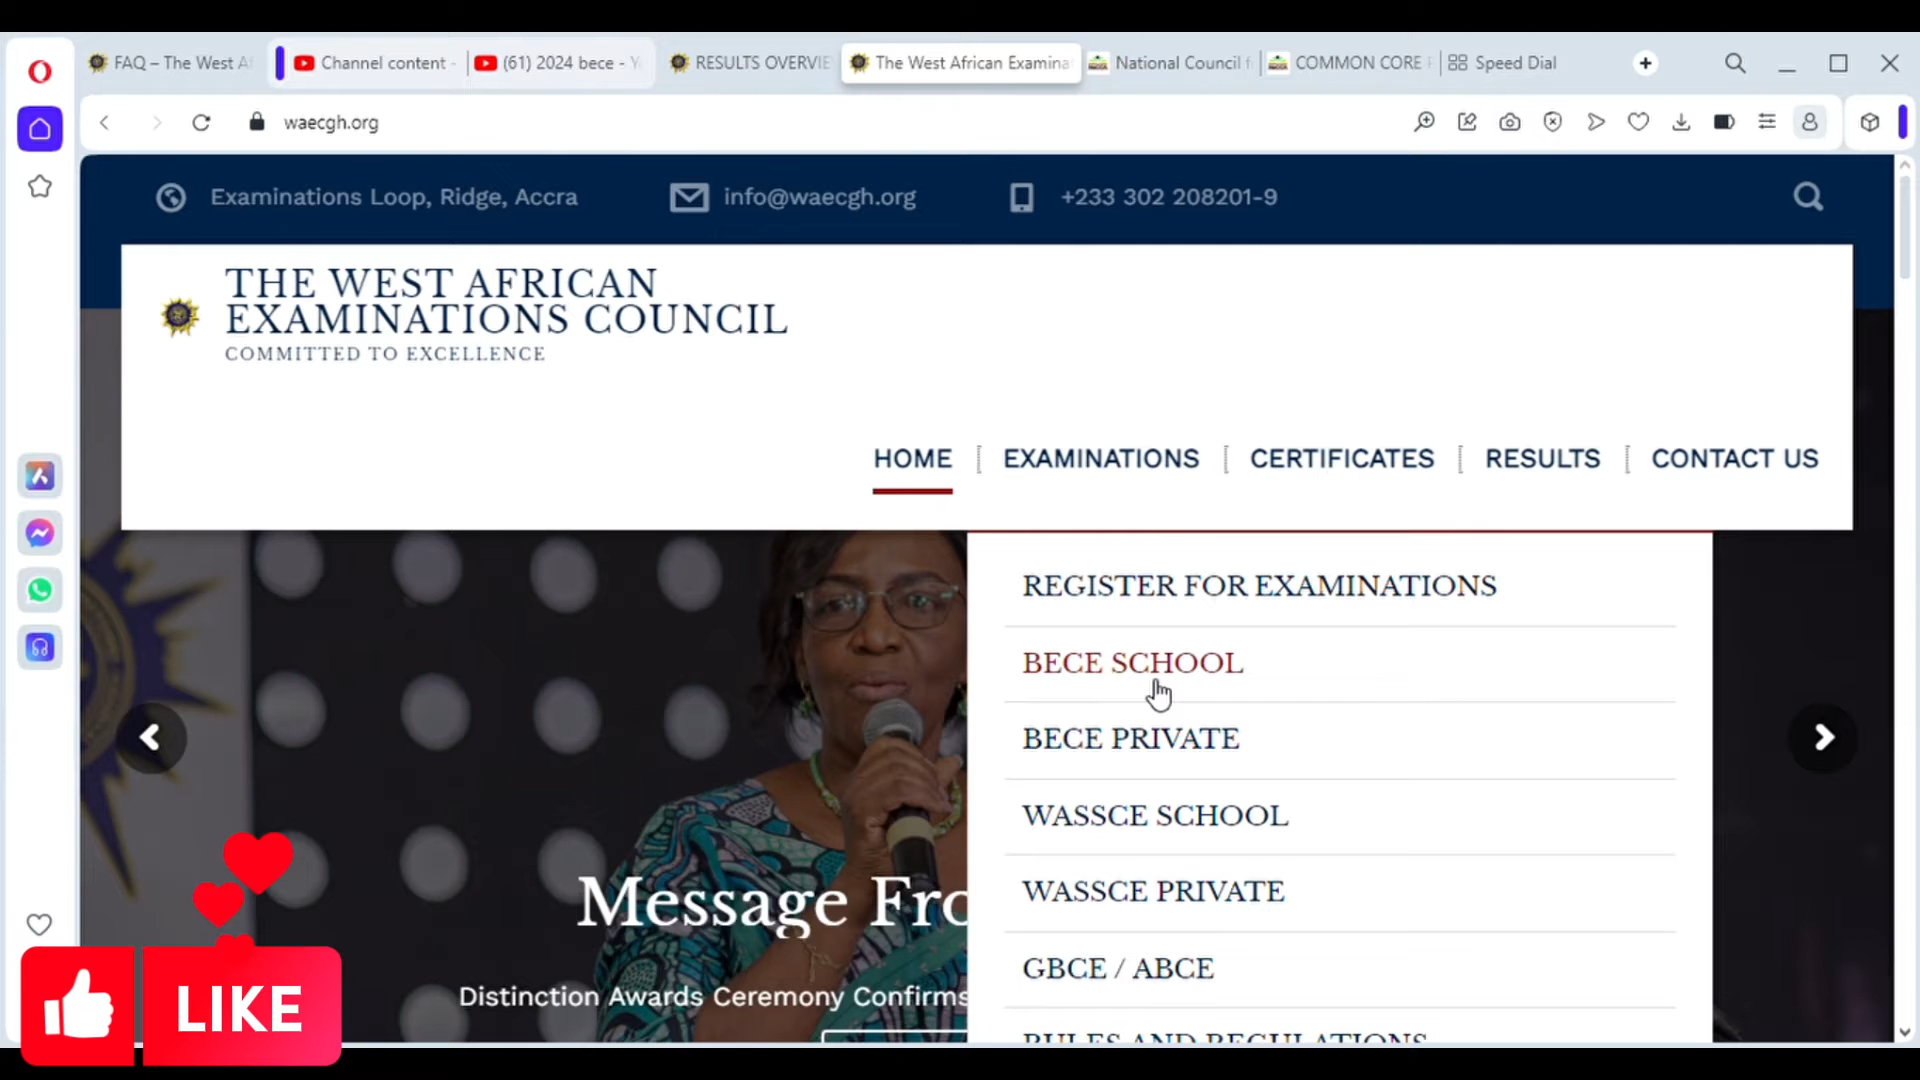 FAQ – The West Af
Channel content -
(61) 2024 bece - Y
RESULTS OVERVIE
The West African Examina
National Council f
COMMON CORE P
Speed Dial
waecgh.org
Examinations Loop, Ridge, Accra
info@waecgh.org
+233 302 208201-9
THE WEST AFRICAN
EXAMINATIONS COUNCIL
COMMITTED TO EXCELLENCE
HOME
EXAMINATIONS
CERTIFICATES
RESULTS
CONTACT US
REGISTER FOR EXAMINATIONS
BECE SCHOOL
BECE PRIVATE
WASSCE SCHOOL
WASSCE PRIVATE
GBCE / ABCE
RULES AND REGULATIONS
Message Fro
Distinction Awards Ceremony Confirms
LIKE